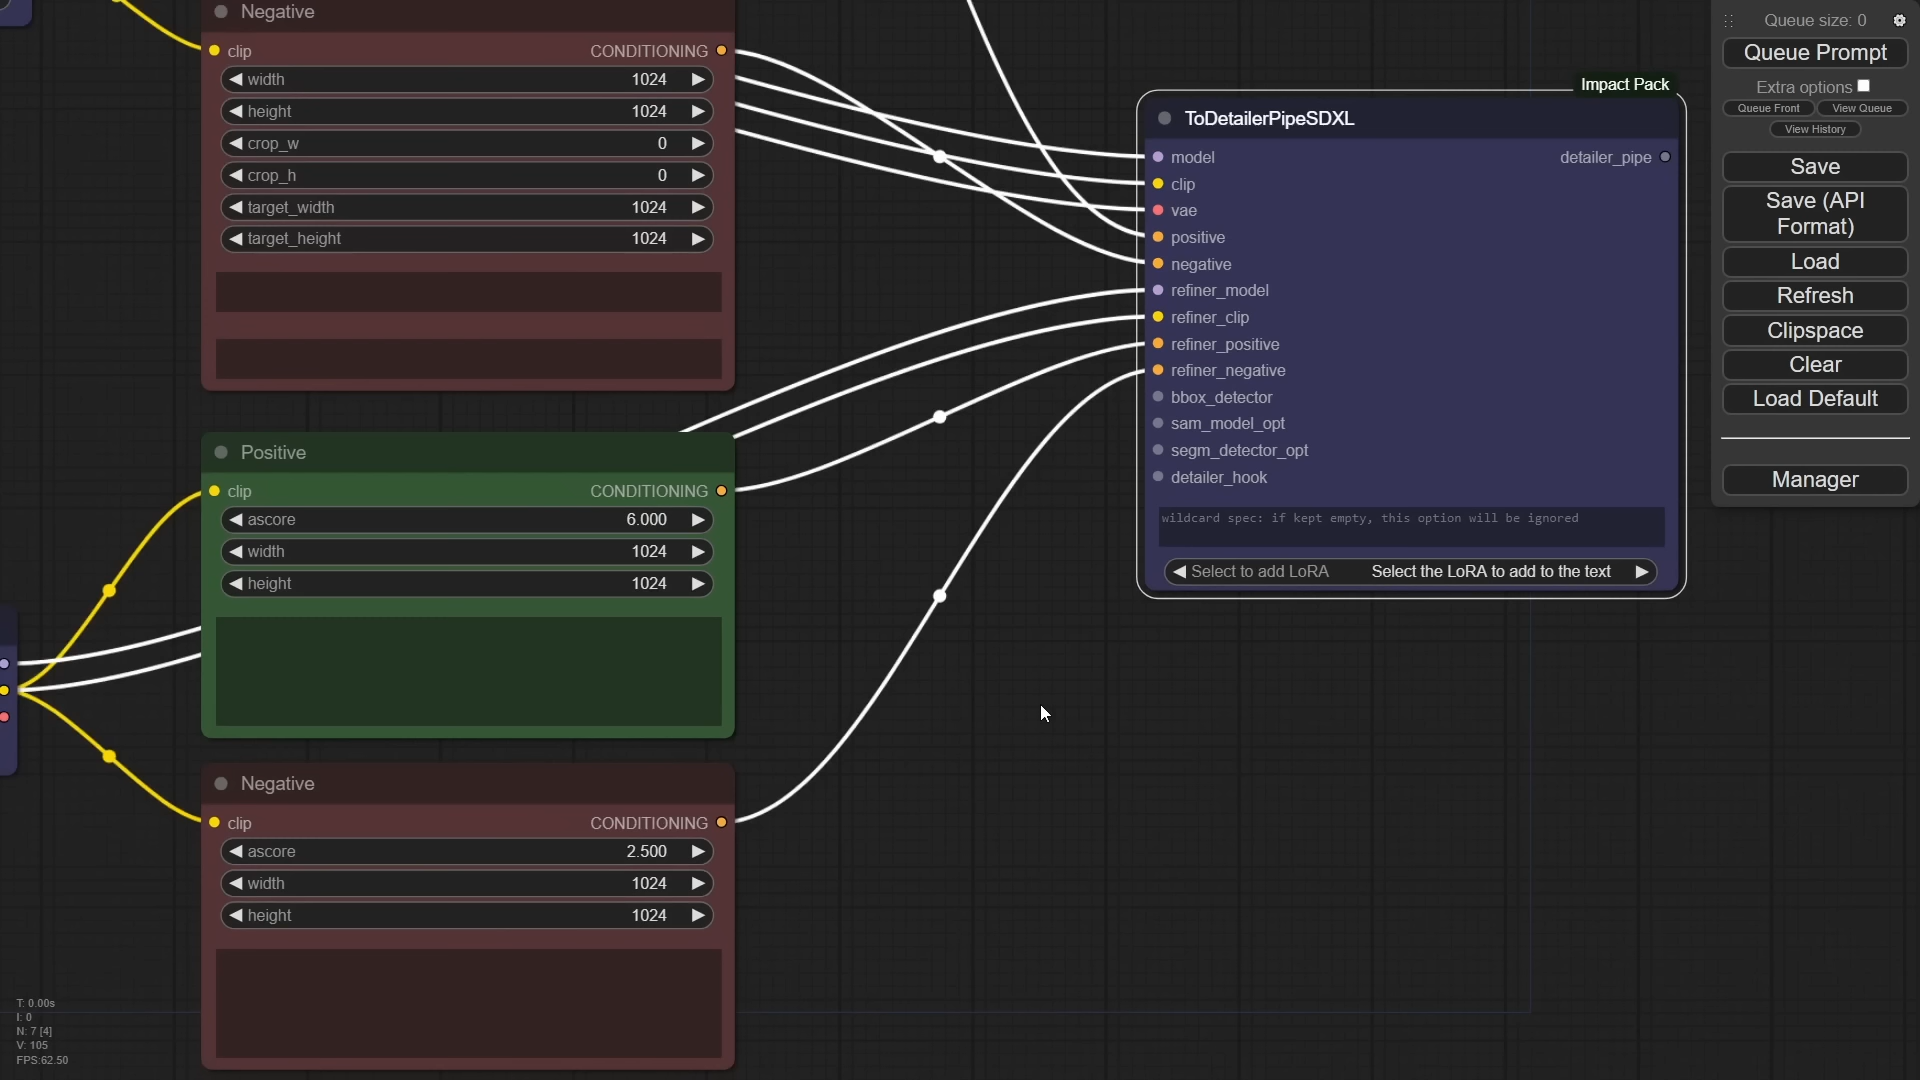 Negative
clip CONDITIONING
width 1024
height 1024
crop_w 0
crop_h 0
target_width 1024
target_height 1024
Positive
clip CONDITIONING
ascore 6.000
width 1024
height 1024
Negative
clip CONDITIONING
ascore 2.500
width 1024
height 1024
T: 0.00s
I: 0
N: 7 [4]
V: 105
FPS:62.50
Impact Pack
ToDetailerPipeSDXL
model detailer_pipe
clip
vae
positive
negative
refiner_model
refiner_clip
refiner_positive
refiner_negative
bbox_detector
sam_model_opt
segm_detector_opt
detailer_hook
wildcard spec: if kept empty, this option will be ignored
Select to add LoRA Select the LoRA to add to the text
Queue size: 0
Queue Prompt
Extra options
Queue Front View Queue
View History
Save
Save (API
Format)
Load
Refresh
Clipspace
Clear
Load Default
Manager